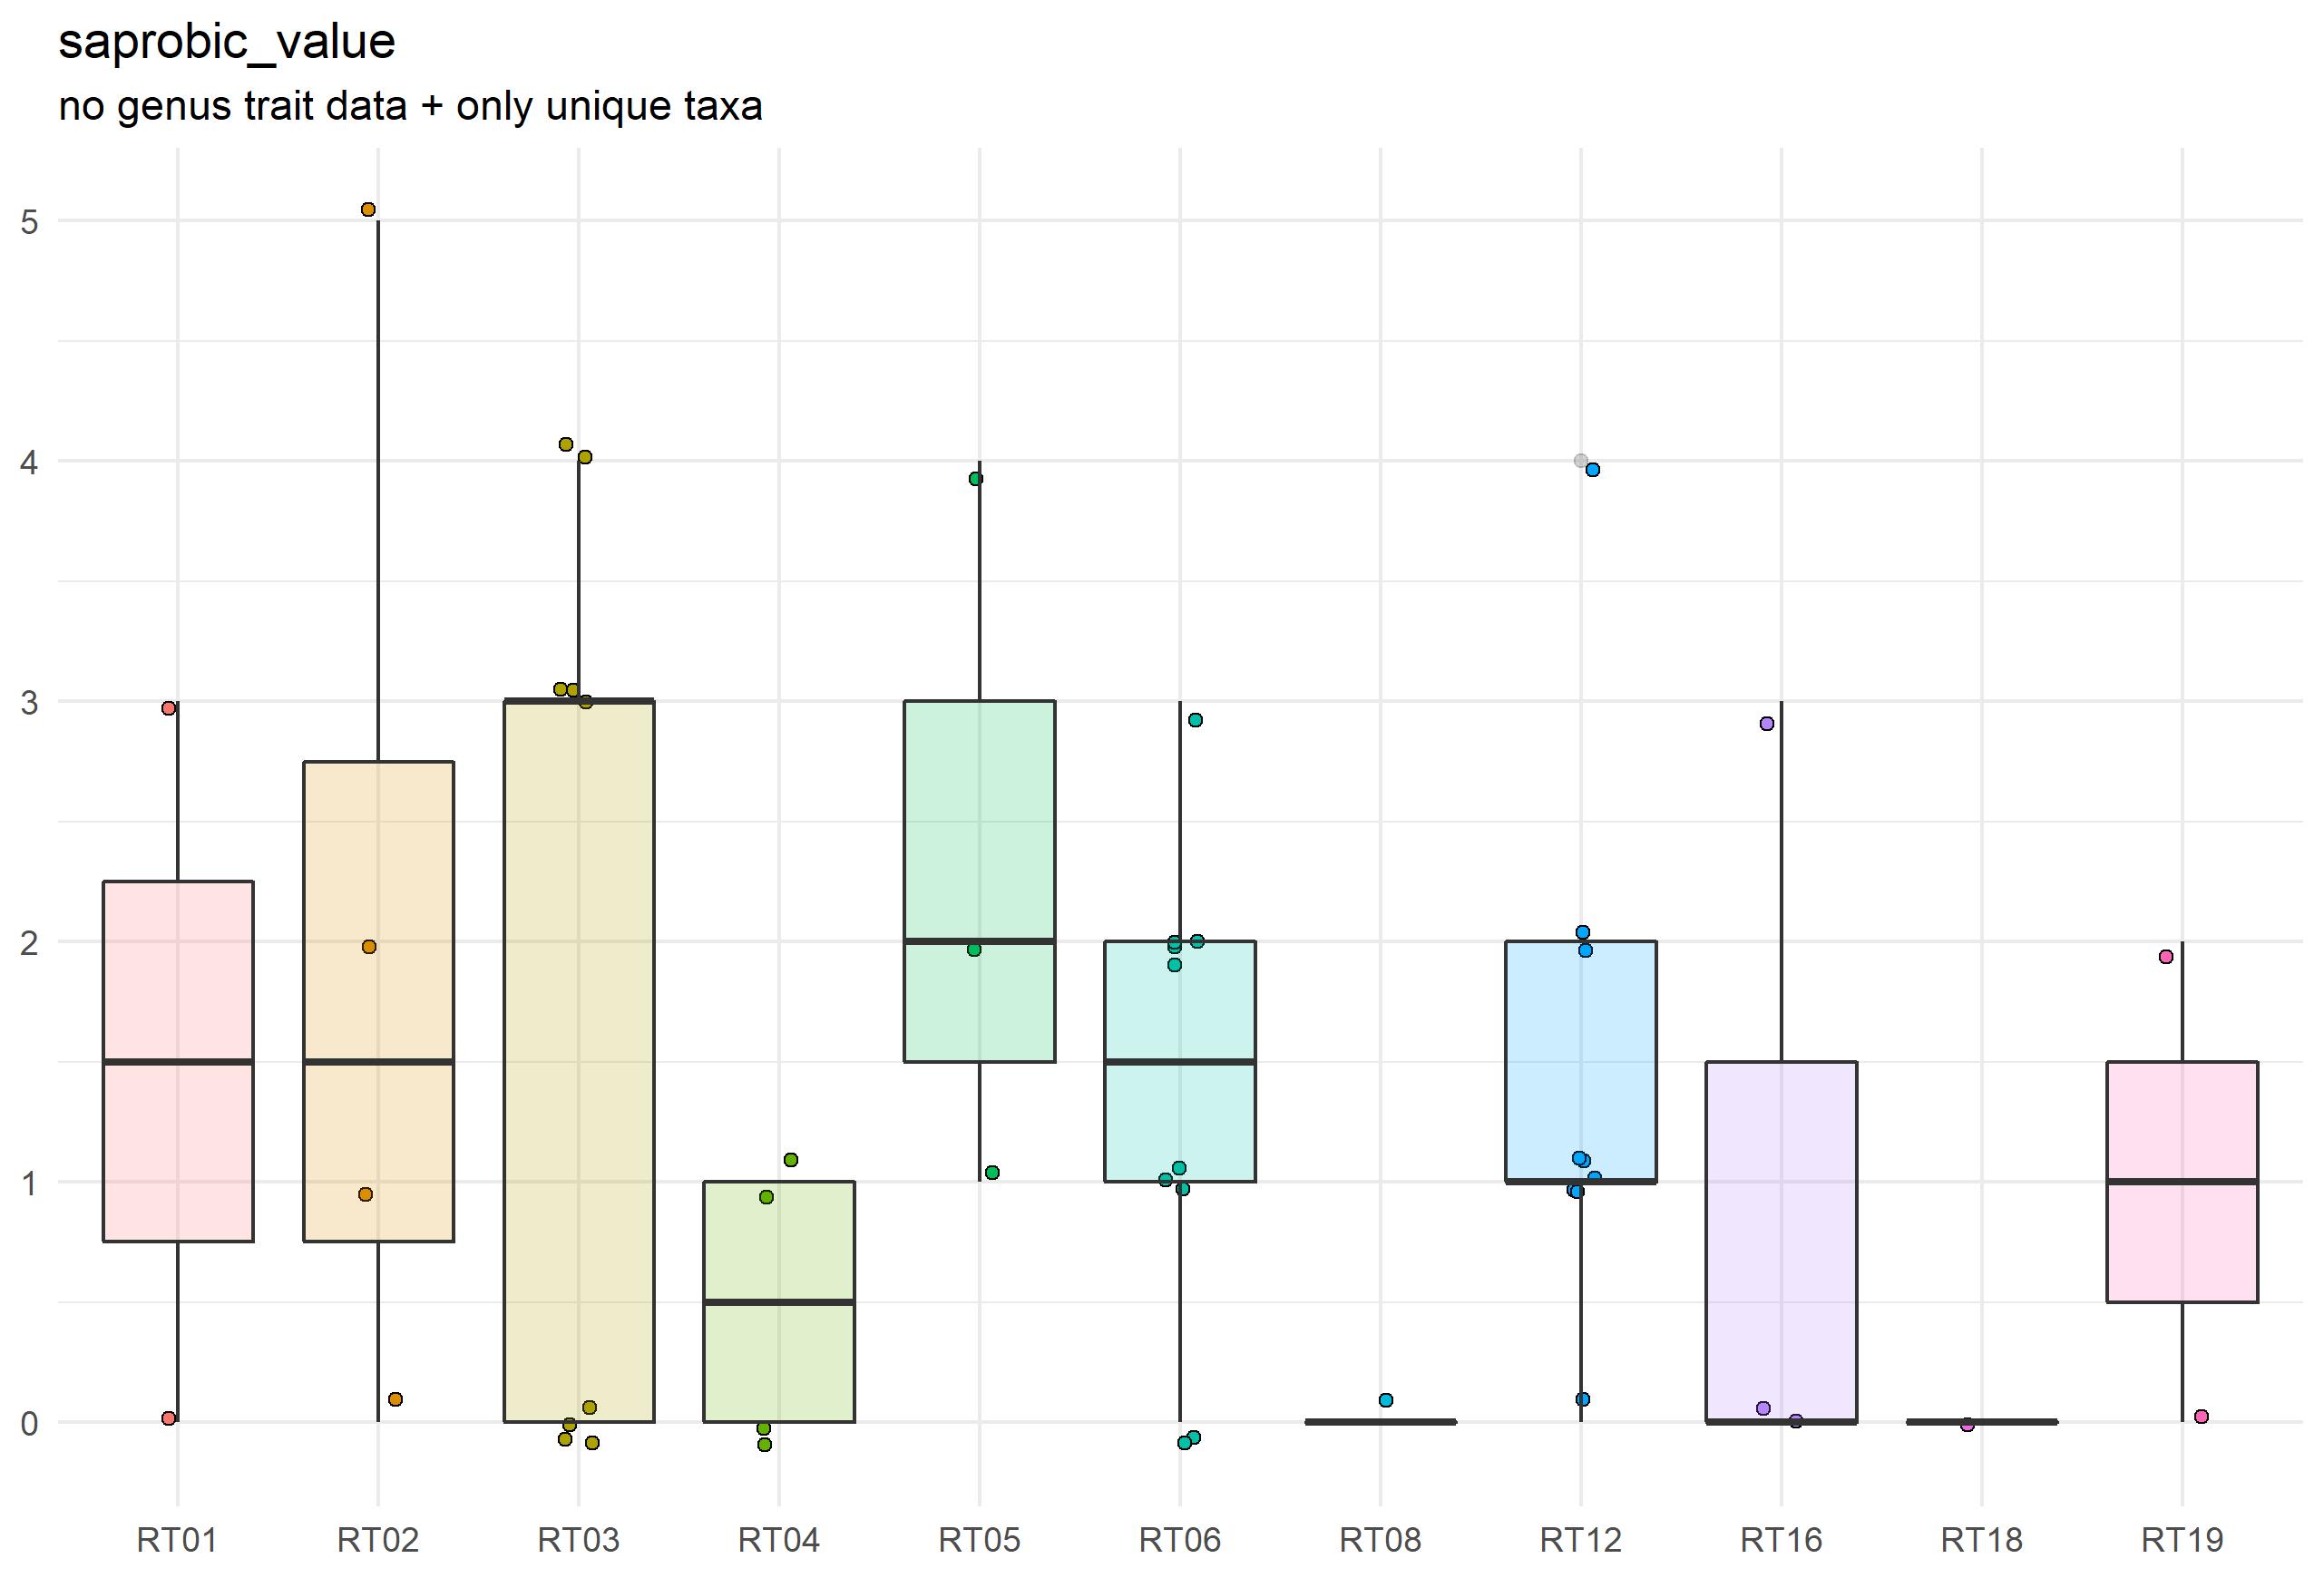 saprobic_value
no genus trait data + only unique taxa
5
4
3
2
1
0
RT01 RT02 RT03 RT04 RT05 RT06 RT08 RT12 RT16 RT18 RT19